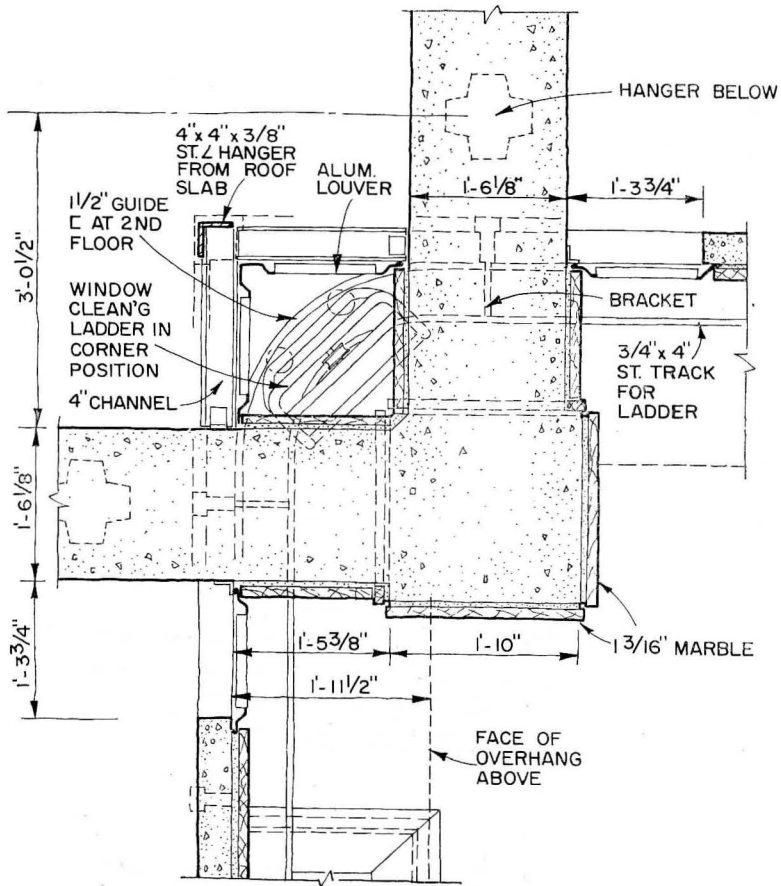 HANGER BELOW
4" x 4" x 3/8"
ST. ∠ HANGER
FROM ROOF
SLAB
ALUM.
LOUVER
1'-6 1/8"
1'-3 3/4"
1 1/2" GUIDE
[ AT 2ND
FLOOR
3'-0 1/2"
WINDOW
CLEAN'G
LADDER IN
CORNER
POSITION
BRACKET
3/4" x 4"
ST. TRACK
FOR
LADDER
4" CHANNEL
1'-6 1/8"
1'-3 3/4"
1'-5 3/8"
1'-10"
1 3/16" MARBLE
1'-11 1/2"
FACE OF
OVERHANG
ABOVE